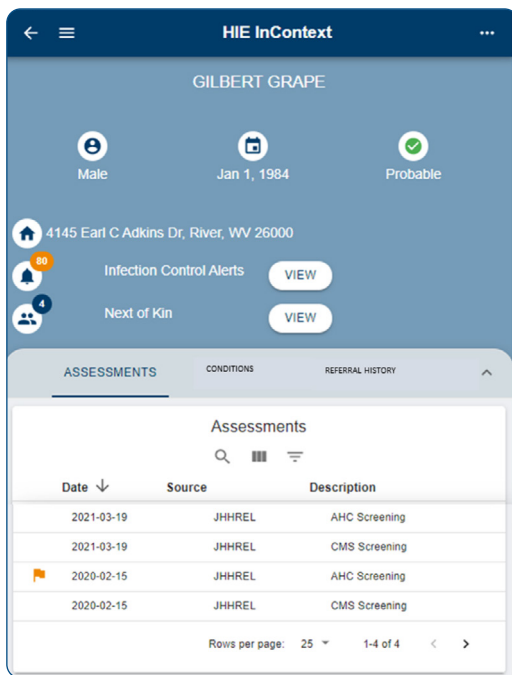 HIE InContext
GILBERT GRAPE
Male Jan 1, 1984 Probable
4145 Earl C Adkins Dr, River, WV 26000
80
Infection Control Alerts VIEW
4
Next of Kin VIEW
ASSESSMENTS CONDITIONS REFERRAL HISTORY
Assessments
Date Source Description
2021-03-19 JHHREL AHC Screening
2021-03-19 JHHREL CMS Screening
2020-02-15 JHHREL AHC Screening
2020-02-15 JHHREL CMS Screening
Rows per page: 25 1-4 of 4